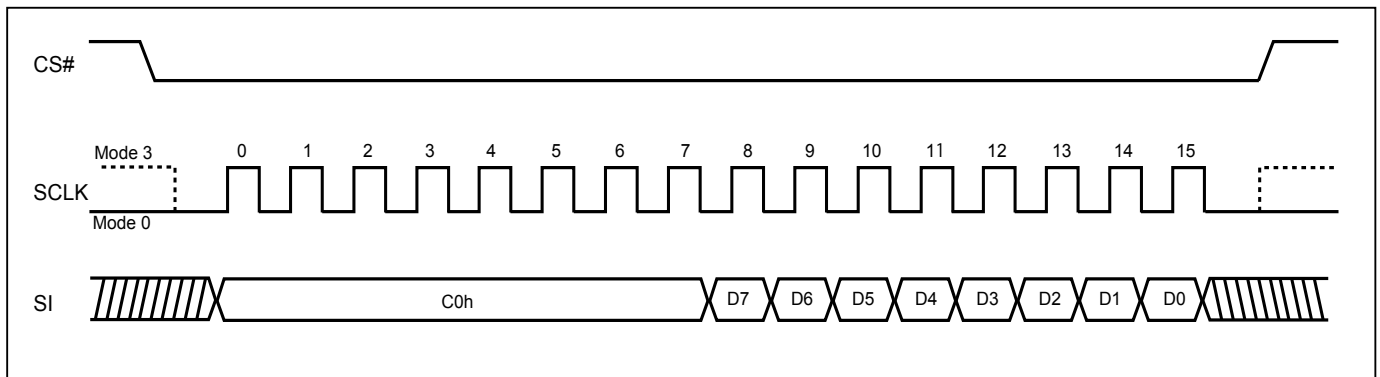 CS#
Mode 3
0 1 2 3 4 5 6 7 8 9 10 11 12 13 14 15
SCLK
Mode 0
SI
C0h D7 D6 D5 D4 D3 D2 D1 D0